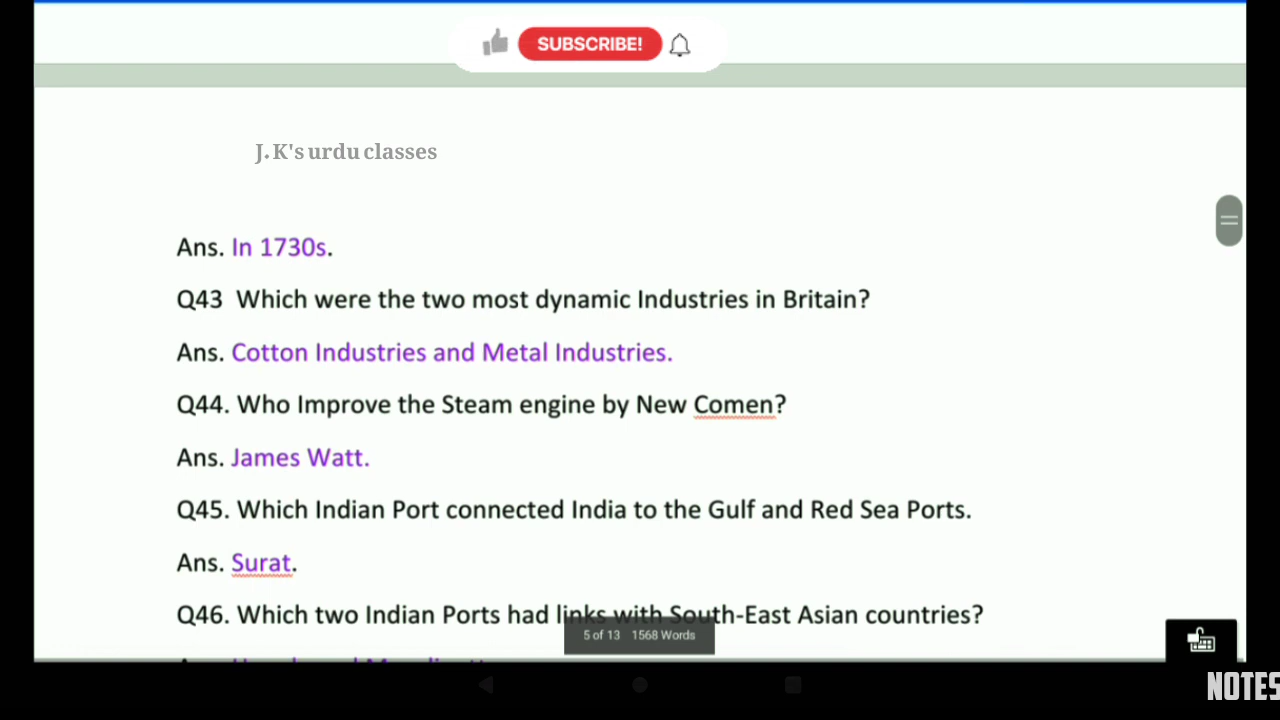 SUBSCRIBE!
J.K's urdu classes
Ans. In 1730s.
Q43 Which were the two most dynamic Industries in Britain?
Ans. Cotton Industries and Metal Industries.
Q44. Who Improve the Steam engine by New Comen?
Ans. James Watt.
Q45. Which Indian Port connected India to the Gulf and Red Sea Ports.
Ans. Surat.
Q46. Which two Indian Ports had links with South-East Asian countries?
5 of 13 1568 Words
NOTES